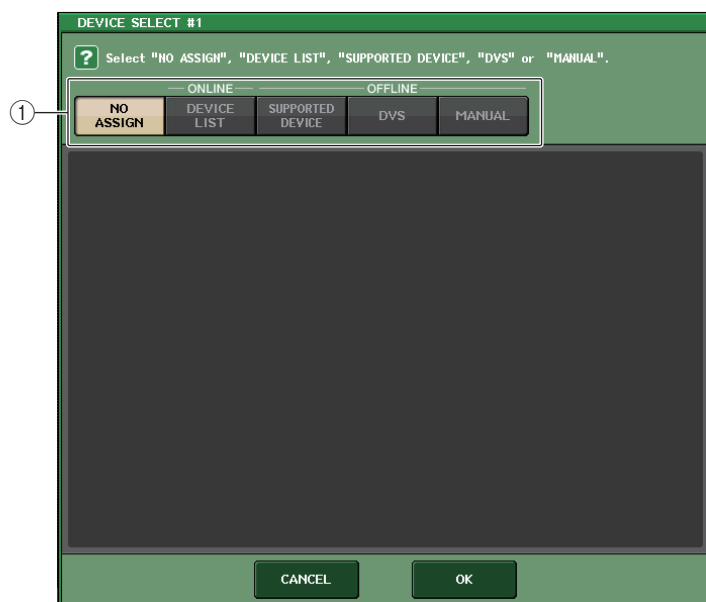 DEVICE SELECT #1
? Select "NO ASSIGN", "DEVICE LIST", "SUPPORTED DEVICE", "DVS" or "MANUAL".
ONLINE OFFLINE
1
NO ASSIGN DEVICE LIST SUPPORTED DEVICE DVS MANUAL
CANCEL OK